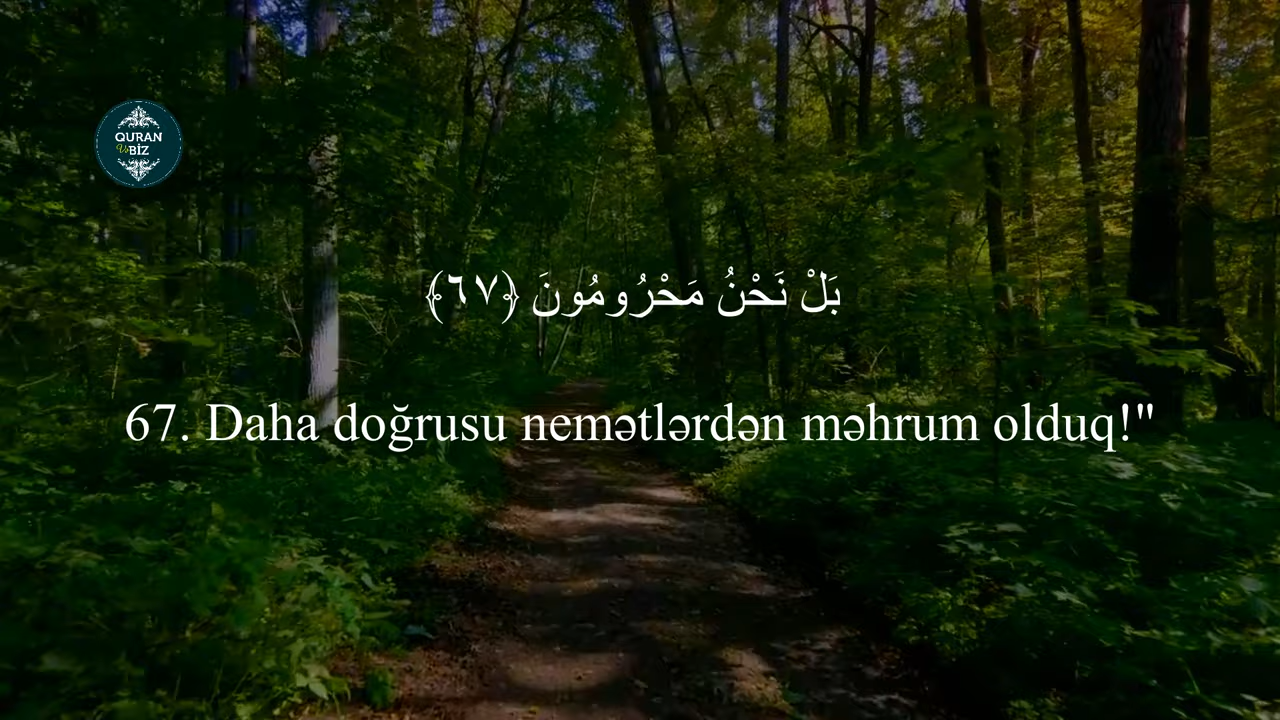 QURAN
Və BİZ
بَلْ نَحْنُ مَحْرُومُونَ ﴿٦٧﴾
67. Daha doğrusu nemətlərdən məhrum olduq!"